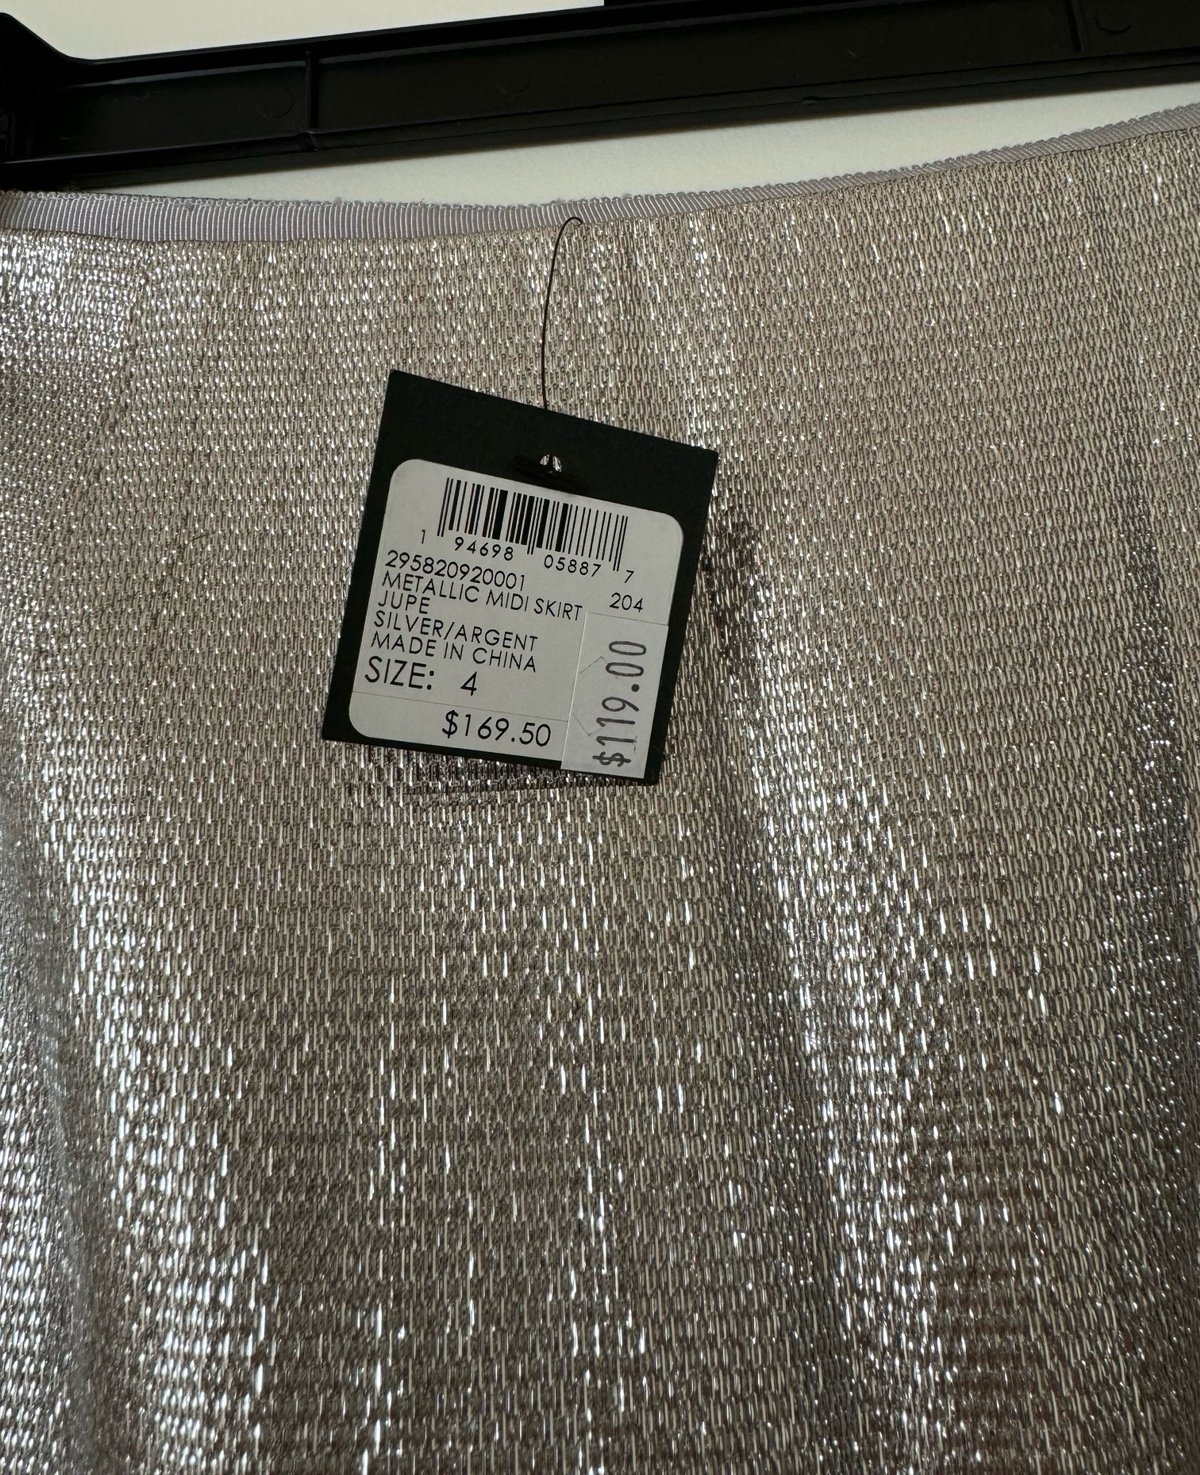 1 94698 05887 7
295820920001 204
METALLIC MIDI SKIRT
JUPE
SILVER/ARGENT
MADE IN CHINA
SIZE: 4
$169.50
$119.00